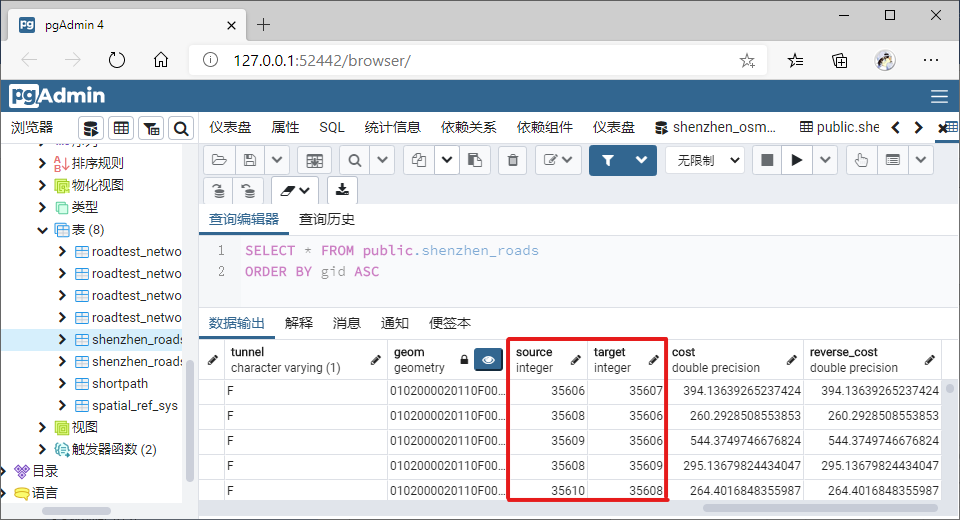 pgAdmin 4
127.0.0.1:52442/browser/
pgAdmin
浏览器
仪表盘 属性 SQL 统计信息 依赖关系 依赖组件 仪表盘 shenzhen_osm... public.she
排序规则
物化视图
类型
表 (8)
roadtest_netwo
roadtest_netwo
roadtest_netwo
roadtest_netwo
shenzhen_roads
shenzhen_roads
shortpath
spatial_ref_sys
视图
触发器函数 (2)
目录
语言
无限制
查询编辑器 查询历史
1 SELECT * FROM public.shenzhen_roads
2 ORDER BY gid ASC
数据输出 解释 消息 通知 便签本
tunnel geom source target cost reverse_cost
character varying (1) geometry integer integer double precision double precision
F 0102000020110F00... 35606 35607 394.13639265237424 394.13639265237424
F 0102000020110F00... 35608 35606 260.2928508553853 260.2928508553853
F 0102000020110F00... 35609 35606 544.3749746676824 544.3749746676824
F 0102000020110F00... 35608 35609 295.13679824434047 295.13679824434047
F 0102000020110F00... 35610 35608 264.4016848355987 264.4016848355987